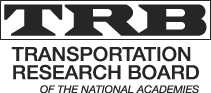 TRB
TRANSPORTATION
RESEARCH BOARD
OF THE NATIONAL ACADEMIES